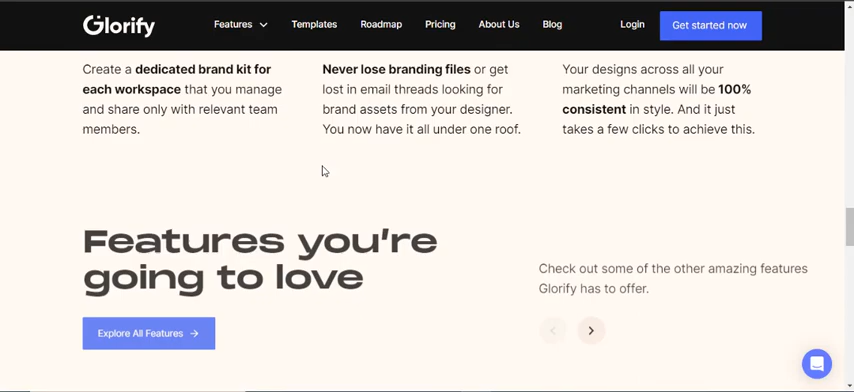 Glorify Features Templates Roadmap Pricing About Us Blog Login Get started now
Create a dedicated brand kit for
each workspace that you manage
and share only with relevant team
members.
Never lose branding files or get
lost in email threads looking for
brand assets from your designer.
You now have it all under one roof.
Your designs across all your
marketing channels will be 100%
consistent in style. And it just
takes a few clicks to achieve this.
Features you're
going to love
Explore All Features →
Check out some of the other amazing features
Glorify has to offer.